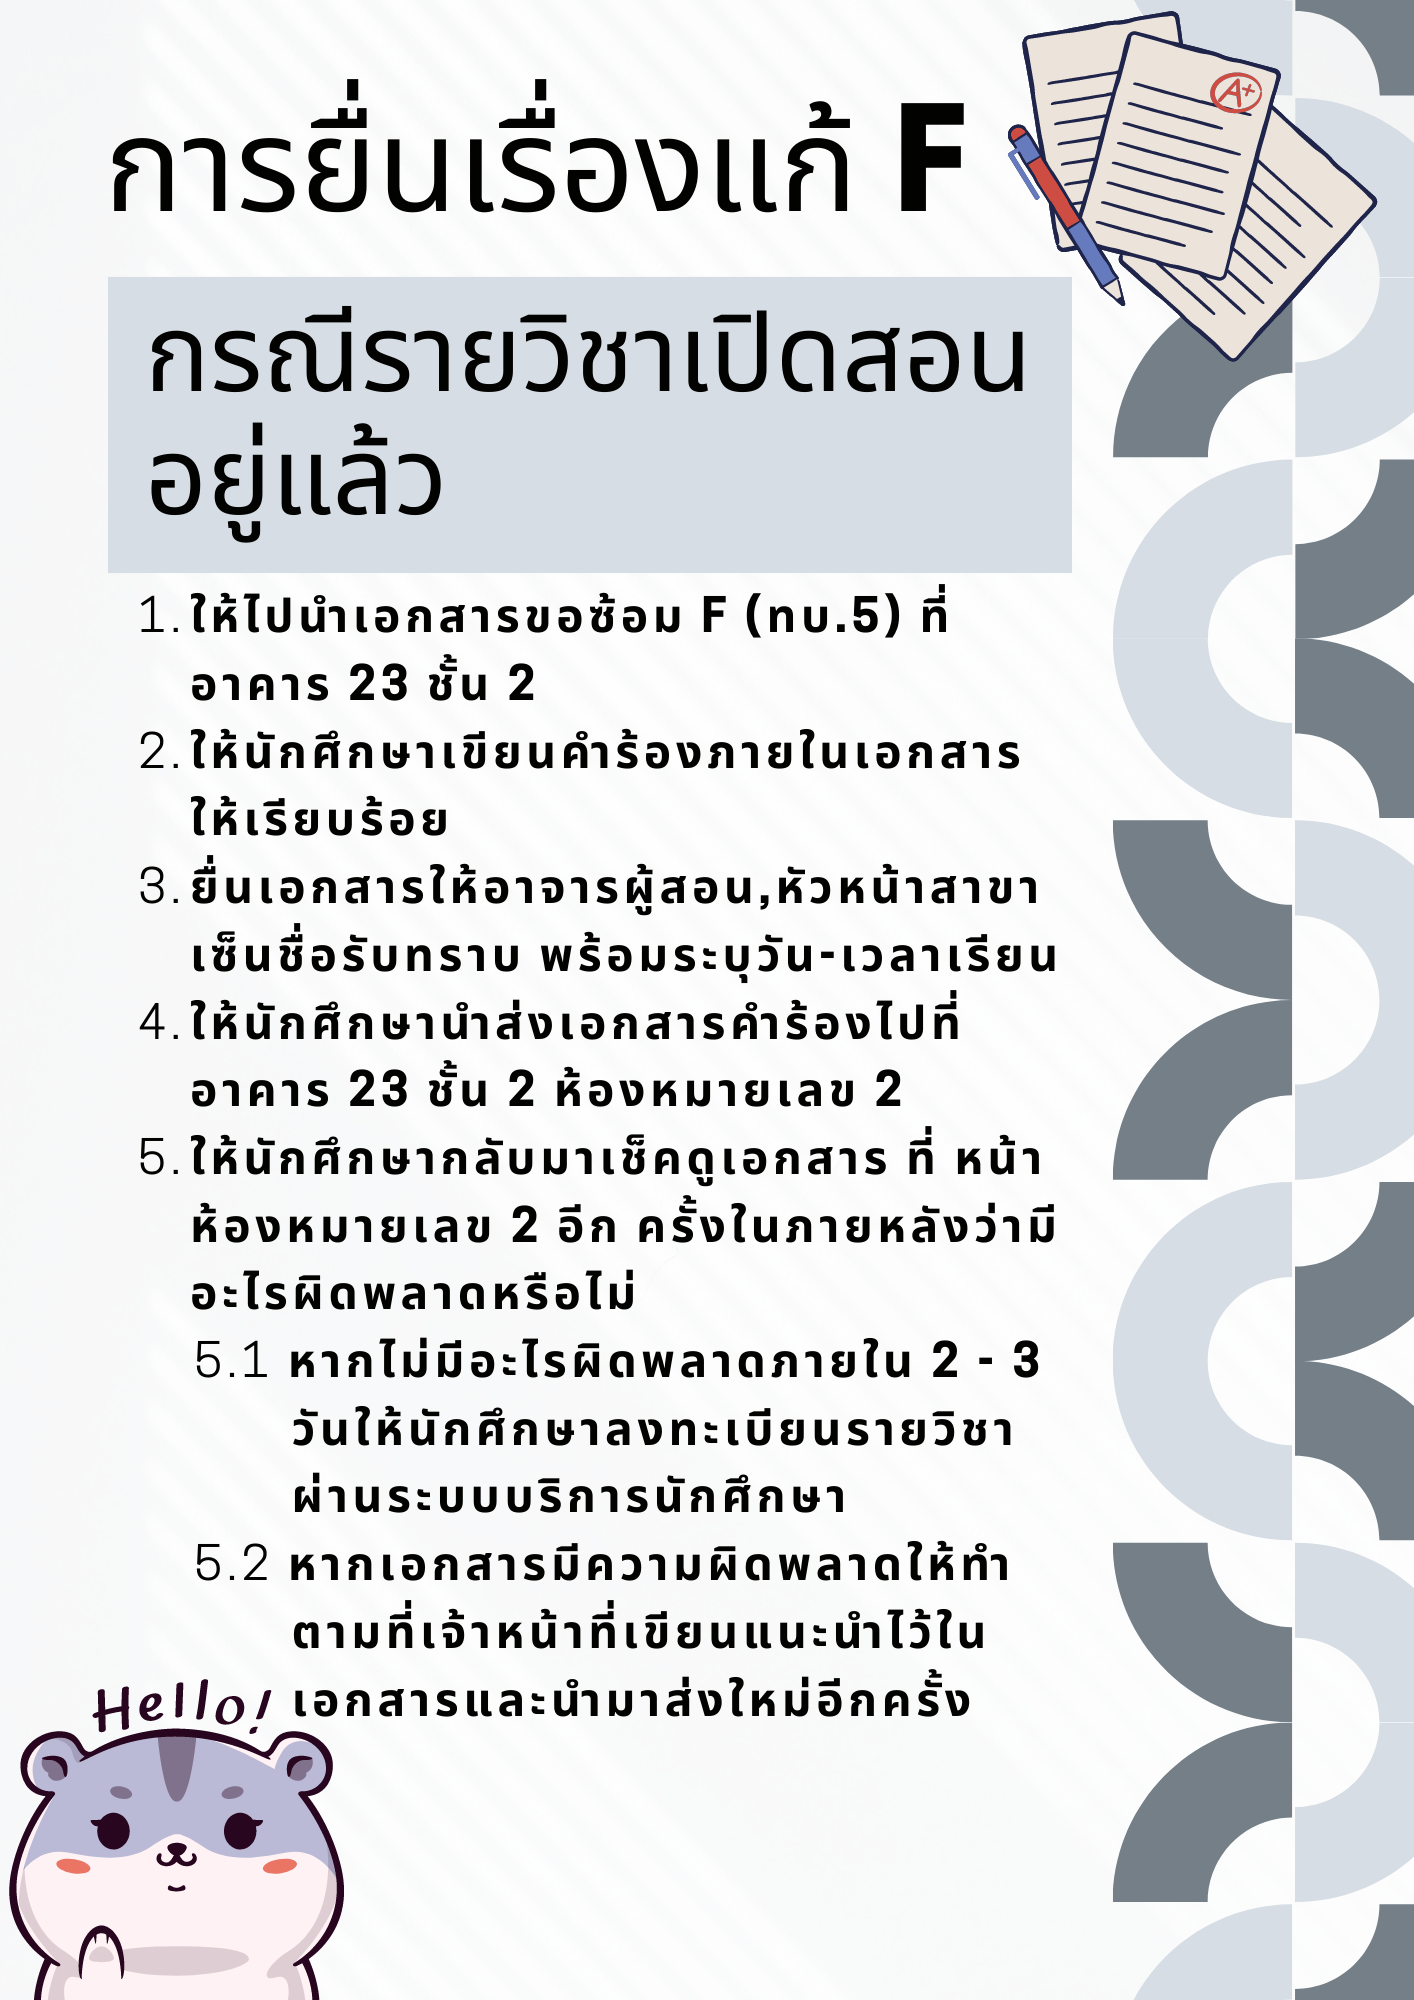 การยื่นเรื่องแก้ F
A+
กรณีรายวิชาเปิดสอน
อยู่แล้ว
1. ให้ไปนำเอกสารขอซ้อม F (ทบ.5) ที่
อาคาร 23 ชั้น 2
2. ให้นักศึกษาเขียนคำร้องภายในเอกสาร
ให้เรียบร้อย
3. ยื่นเอกสารให้อาจารผู้สอน,หัวหน้าสาขา
เซ็นชื่อรับทราบ พร้อมระบุวัน-เวลาเรียน
4. ให้นักศึกษานำส่งเอกสารคำร้องไปที่
อาคาร 23 ชั้น 2 ห้องหมายเลข 2
5. ให้นักศึกษากลับมาเช็คดูเอกสาร ที่ หน้า
ห้องหมายเลข 2 อีก ครั้งในภายหลังว่ามี
อะไรผิดพลาดหรือไม่
5.1 หากไม่มีอะไรผิดพลาดภายใน 2 - 3
วันให้นักศึกษาลงทะเบียนรายวิชา
ผ่านระบบบริการนักศึกษา
5.2 หากเอกสารมีความผิดพลาดให้ทำ
ตามที่เจ้าหน้าที่เขียนแนะนำไว้ใน
เอกสารและนำมาส่งใหม่อีกครั้ง
Hello!